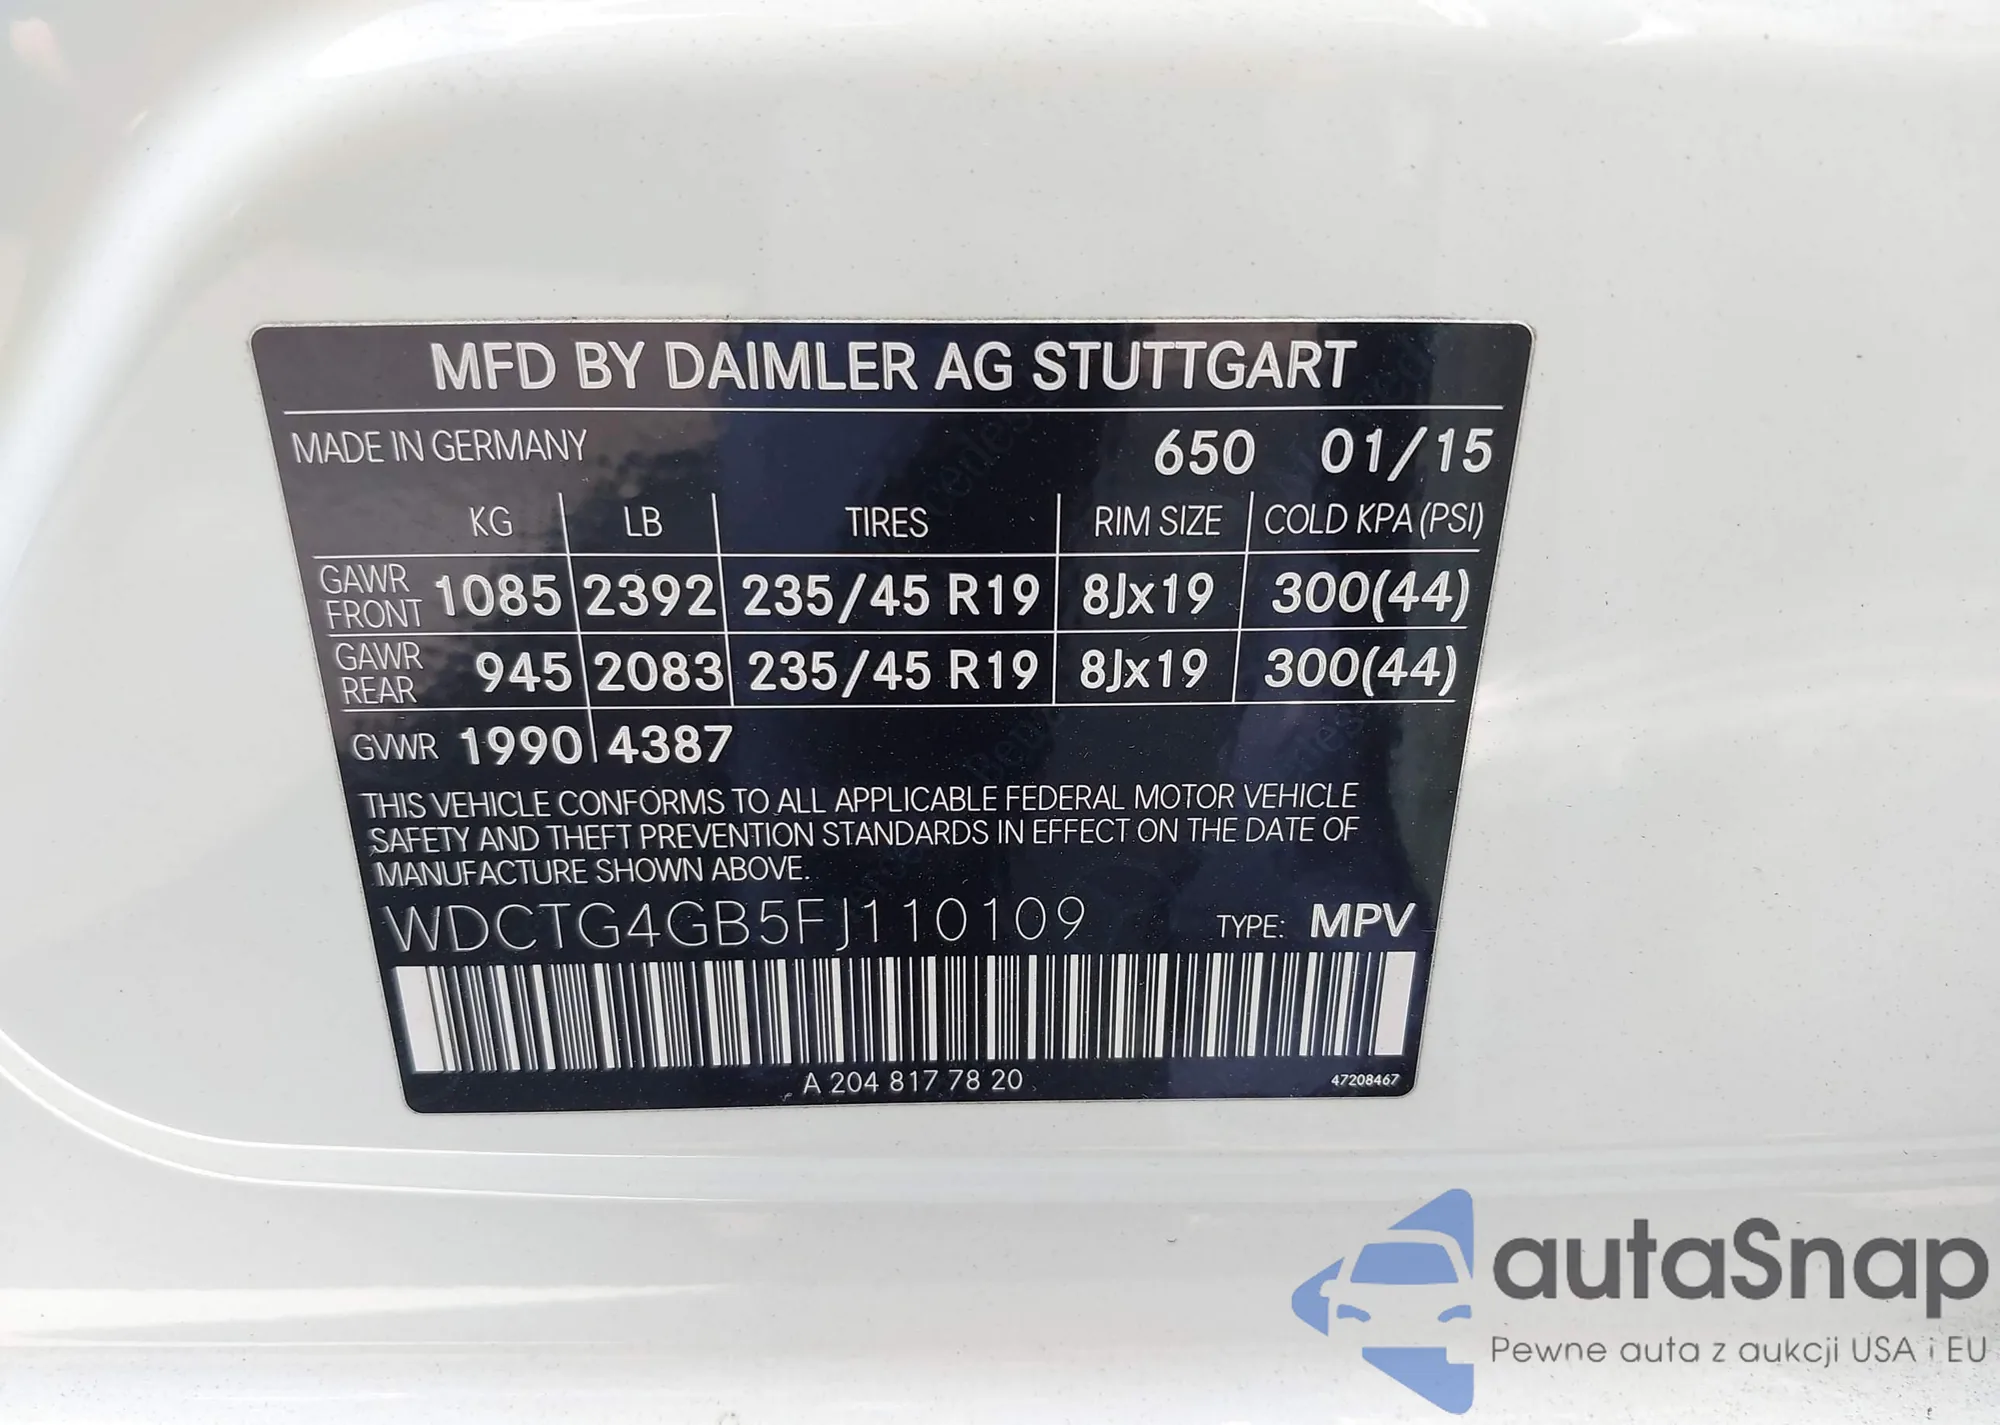 MFD BY DAIMLER AG STUTTGART
MADE IN GERMANY 650 01/15
KG LB TIRES RIM SIZE COLD KPA (PSI)
GAWR FRONT 1085 2392 235/45 R19 8Jx19 300(44)
GAWR REAR 945 2083 235/45 R19 8Jx19 300(44)
GVWR 1990 4387
THIS VEHICLE CONFORMS TO ALL APPLICABLE FEDERAL MOTOR VEHICLE
SAFETY AND THEFT PREVENTION STANDARDS IN EFFECT ON THE DATE OF
MANUFACTURE SHOWN ABOVE.
WDCTG4GB5FJ110109 TYPE: MPV
A 204 817 78 20 47208467
autaSnap
Pewne auta z aukcji USA i EU